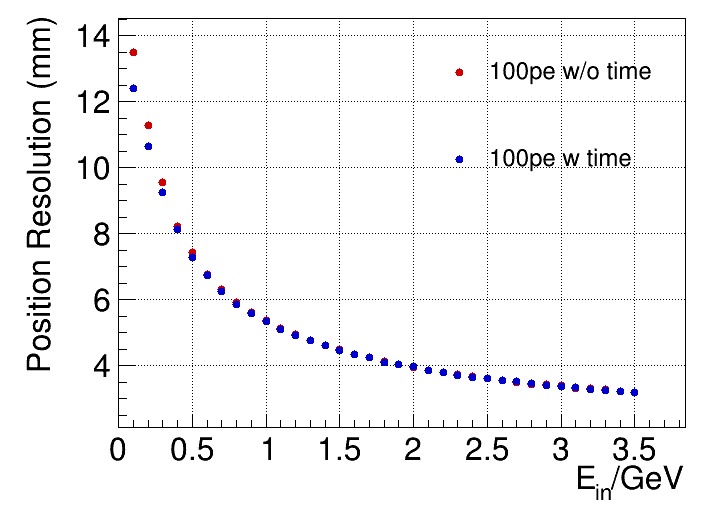 Position Resolution (mm)
14
12
10
8
6
4
100pe w/o time
100pe w time
0 0.5 1 1.5 2 2.5 3 3.5
E_in/GeV